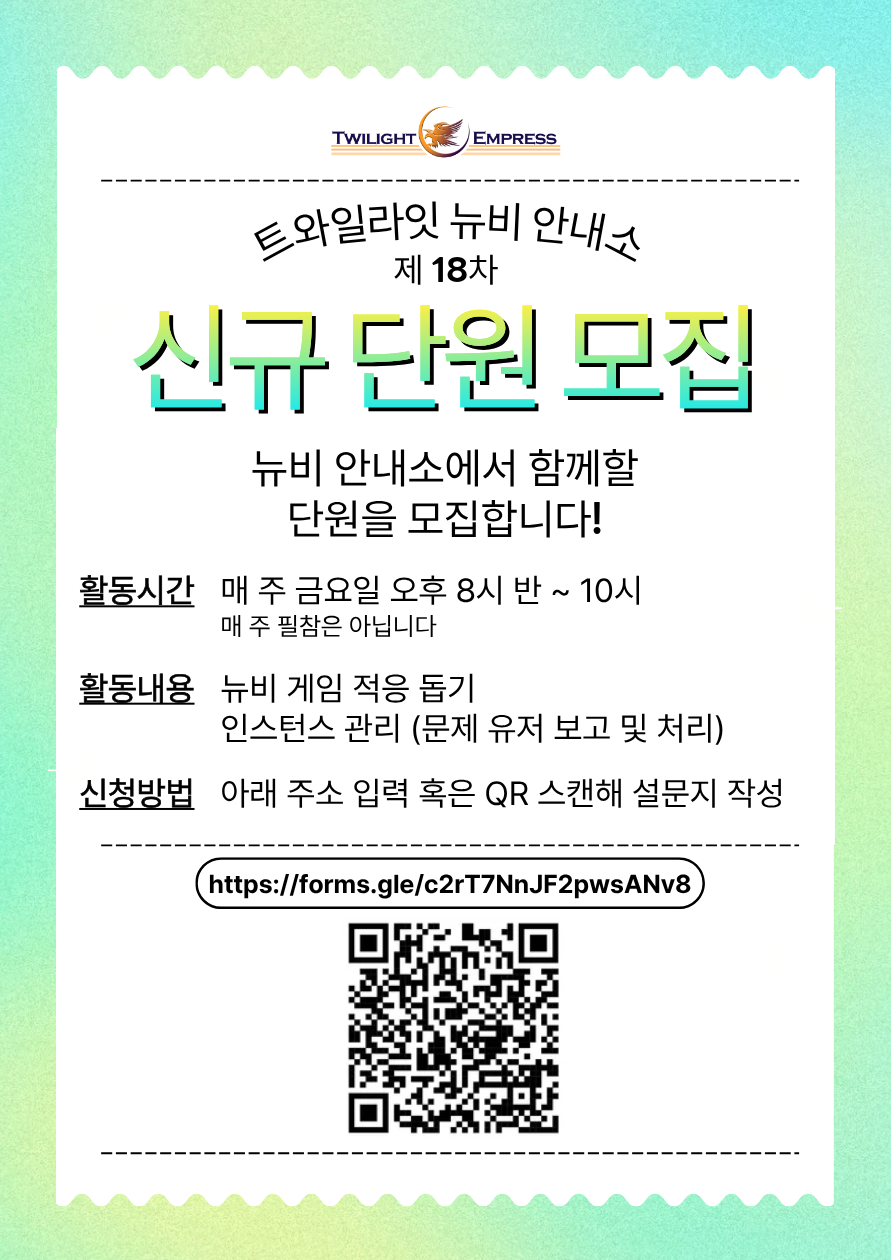 TWILIGHT EMPRESS
트와일라잇 뉴비 안내소
제 18차
신규 단원 모집
뉴비 안내소에서 함께할
단원을 모집합니다!
활동시간 매 주 금요일 오후 8시 반 ~ 10시
매 주 필참은 아닙니다
활동내용 뉴비 게임 적응 돕기
인스턴스 관리 (문제 유저 보고 및 처리)
신청방법 아래 주소 입력 혹은 QR 스캔해 설문지 작성
https://forms.gle/c2rT7NnJF2pwsANv8